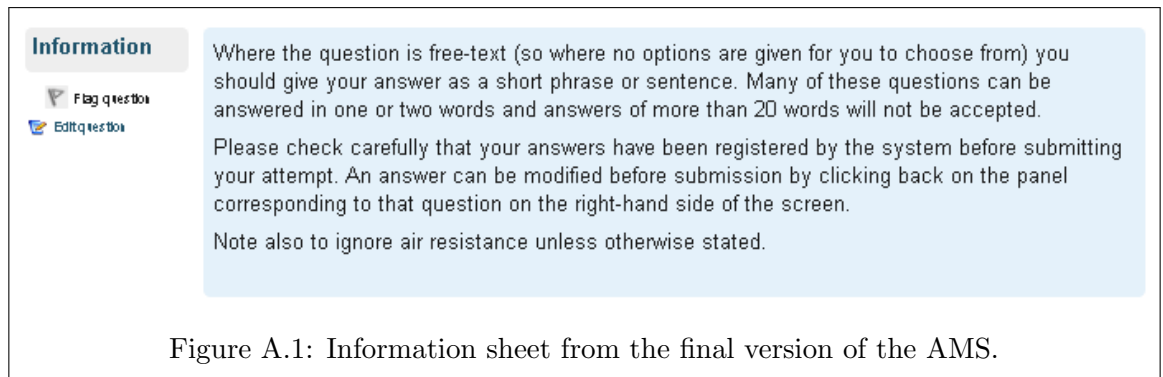 Information
Flag question
Edit question
Where the question is free-text (so where no options are given for you to choose from) you
should give your answer as a short phrase or sentence. Many of these questions can be
answered in one or two words and answers of more than 20 words will not be accepted.
Please check carefully that your answers have been registered by the system before submitting
your attempt. An answer can be modified before submission by clicking back on the panel
corresponding to that question on the right-hand side of the screen.
Note also to ignore air resistance unless otherwise stated.
Figure A.1: Information sheet from the final version of the AMS.